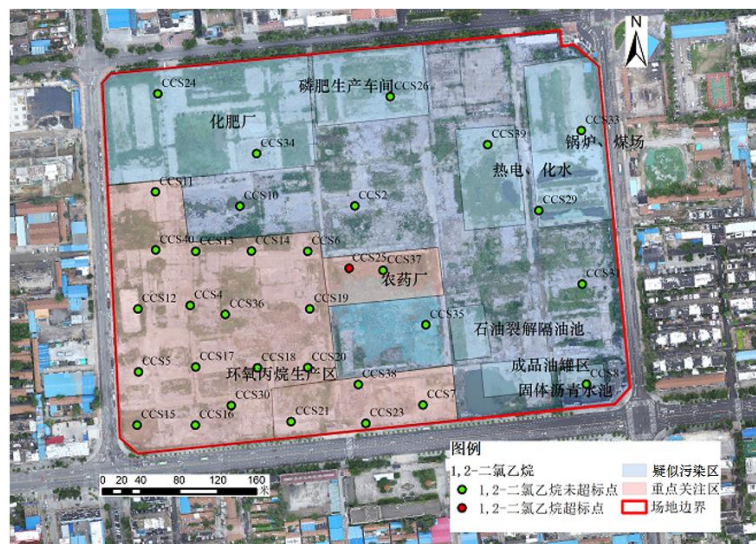 N
CCS24
磷肥生产车间
CCS26
化肥厂
CCS33
锅炉、煤场
CCS39
CCS34
热电、化水
CCS11
CCS10
CCS2
CCS29
CCS40
CCS13
CCS14
CCS6
CCS25
CCS37
农药厂
CCS12
CCS4
CCS36
CCS19
CCS35
石油裂解隔油池
CCS5
CCS17
CCS18
CCS20
环氧丙烷生产区
成品油罐区
CCS38
固体沥青水池
CCS30
CCS7
CCS15
CCS16
CCS21
CCS23
图例
1,2-二氯乙烷
1,2-二氯乙烷未超标点
1,2-二氯乙烷超标点
疑似污染区
重点关注区
场地边界
0 20 40 80 120 160
米